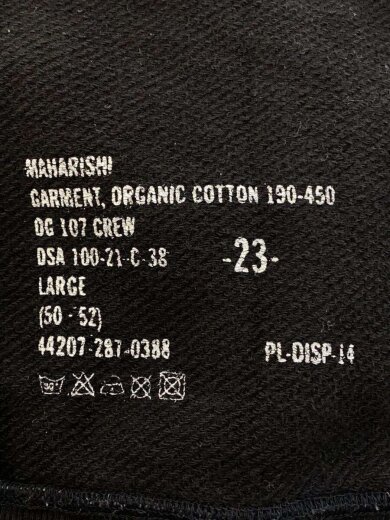 MAHARISHI
GARMENT, ORGANIC COTTON 190-450
OG 107 CREW
DSA 100-21-C-38 -23-
LARGE
(50 - 52)
44207-287-0388 PL-DISP-14
30